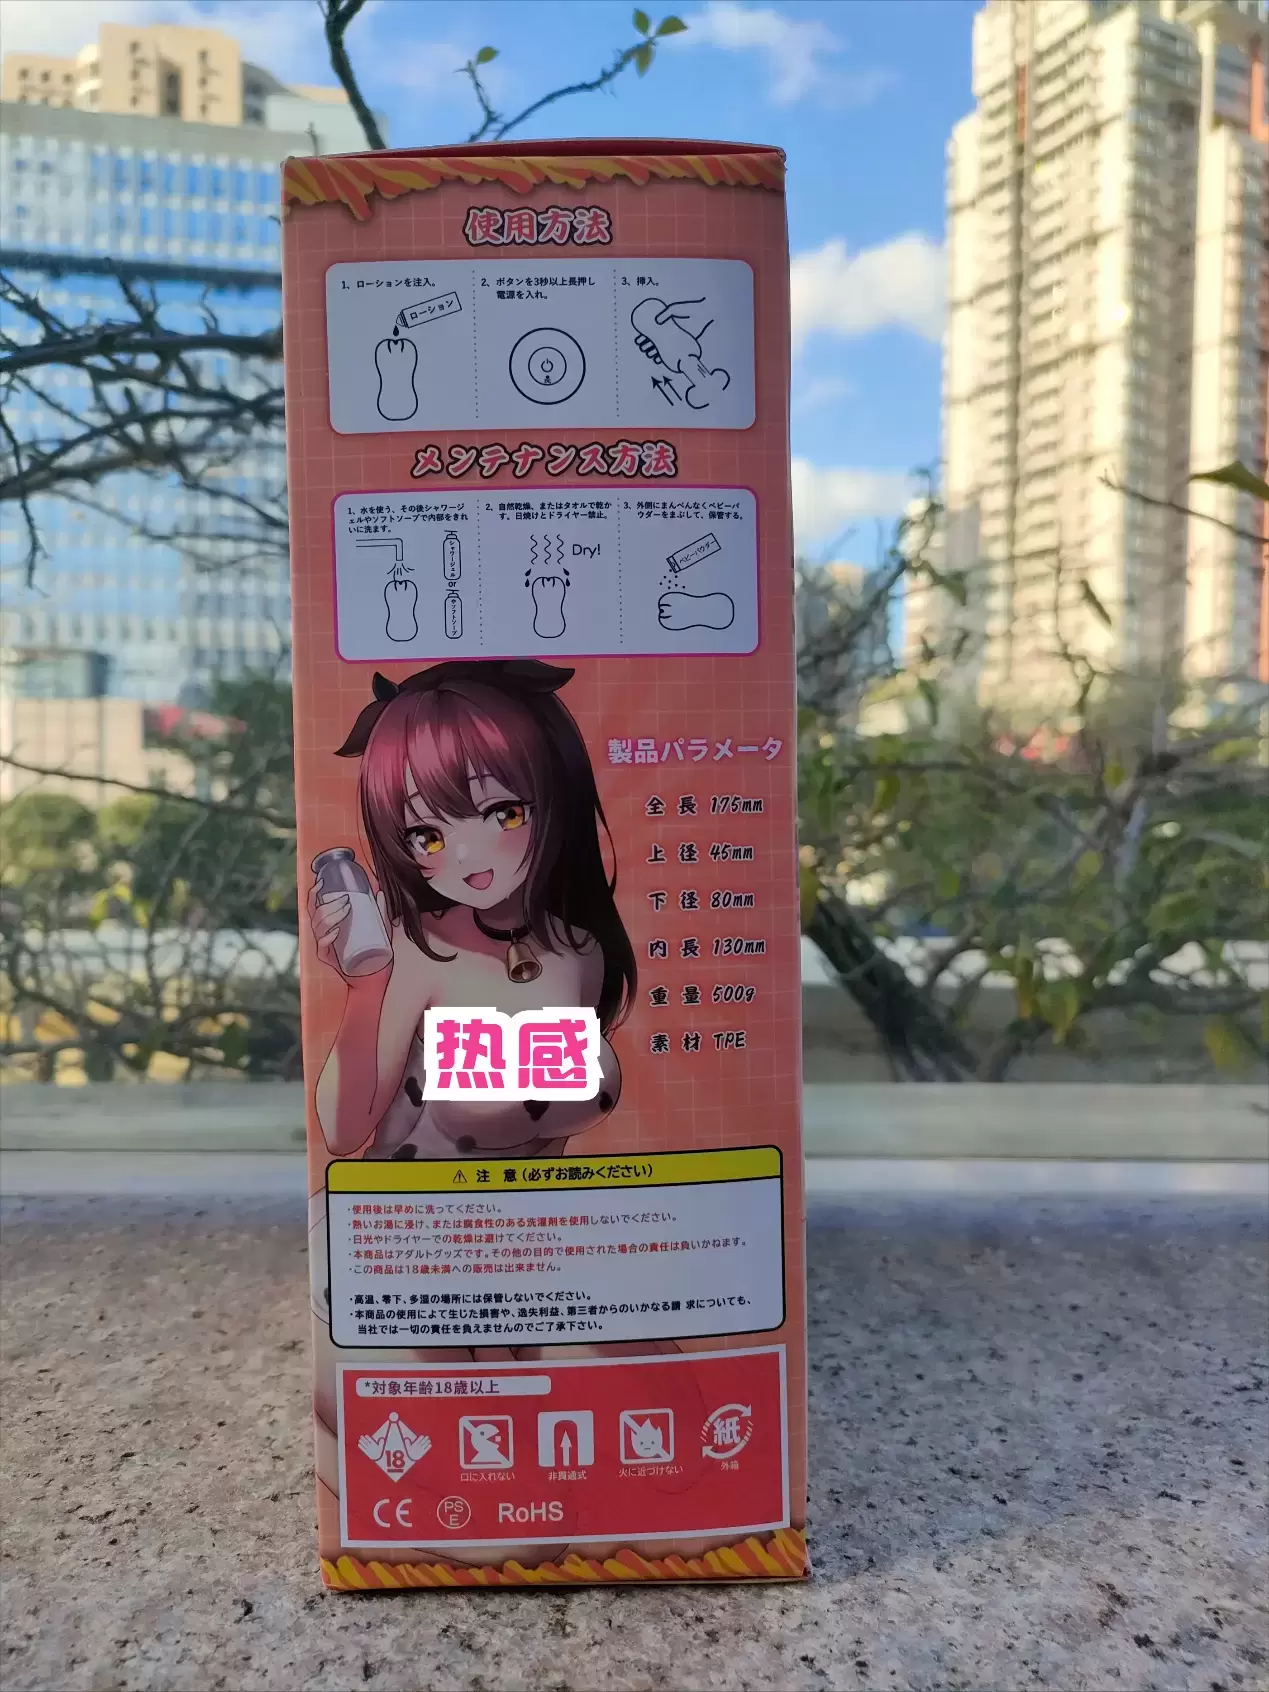 使用方法
1、ローションを注入。
ローション
2、ボタンを3秒以上長押し
電源を入れ。
3、挿入。
メンテナンス方法
1、水を使う、その後シャワージ
ェルやソフトソープで内部をきれ
いに洗ます。
シャワージェル
or
やソフトソープ
2、自然乾燥、またはタオルで乾か
す。日焼けとドライヤー禁止。
Dry!
3、外側にまんべんなくベビーパ
ウダーをまぶして、保管する。
ベビーパウダー
製品パラメータ
全長 175mm
上径 45mm
下径 80mm
内長 130mm
重量 500g
素材 TPE
热感
注 意(必ずお読みください)
・使用後は早めに洗ってください。
・熱いお湯に浸け、または腐食性のある洗濯剤を使用しないでください。
・日光やドライヤーでの乾燥は避けてください。
・本商品はアダルトグッズです。その他の目的で使用された場合の責任は負いかねます。
・この商品は18歳未満への販売は出来ません。
・高温、零下、多湿の場所には保管しないでください。
・本商品の使用によて生じた損害や、逸失利益、第三者からのいかなる請 求についても、
当社では一切の責任を負えませんのでご了承下さい。
*対象年齢18歳以上
18
口に入れない
非貫通式
火に近づけない
紙
外箱
CE
PS
E
RoHS